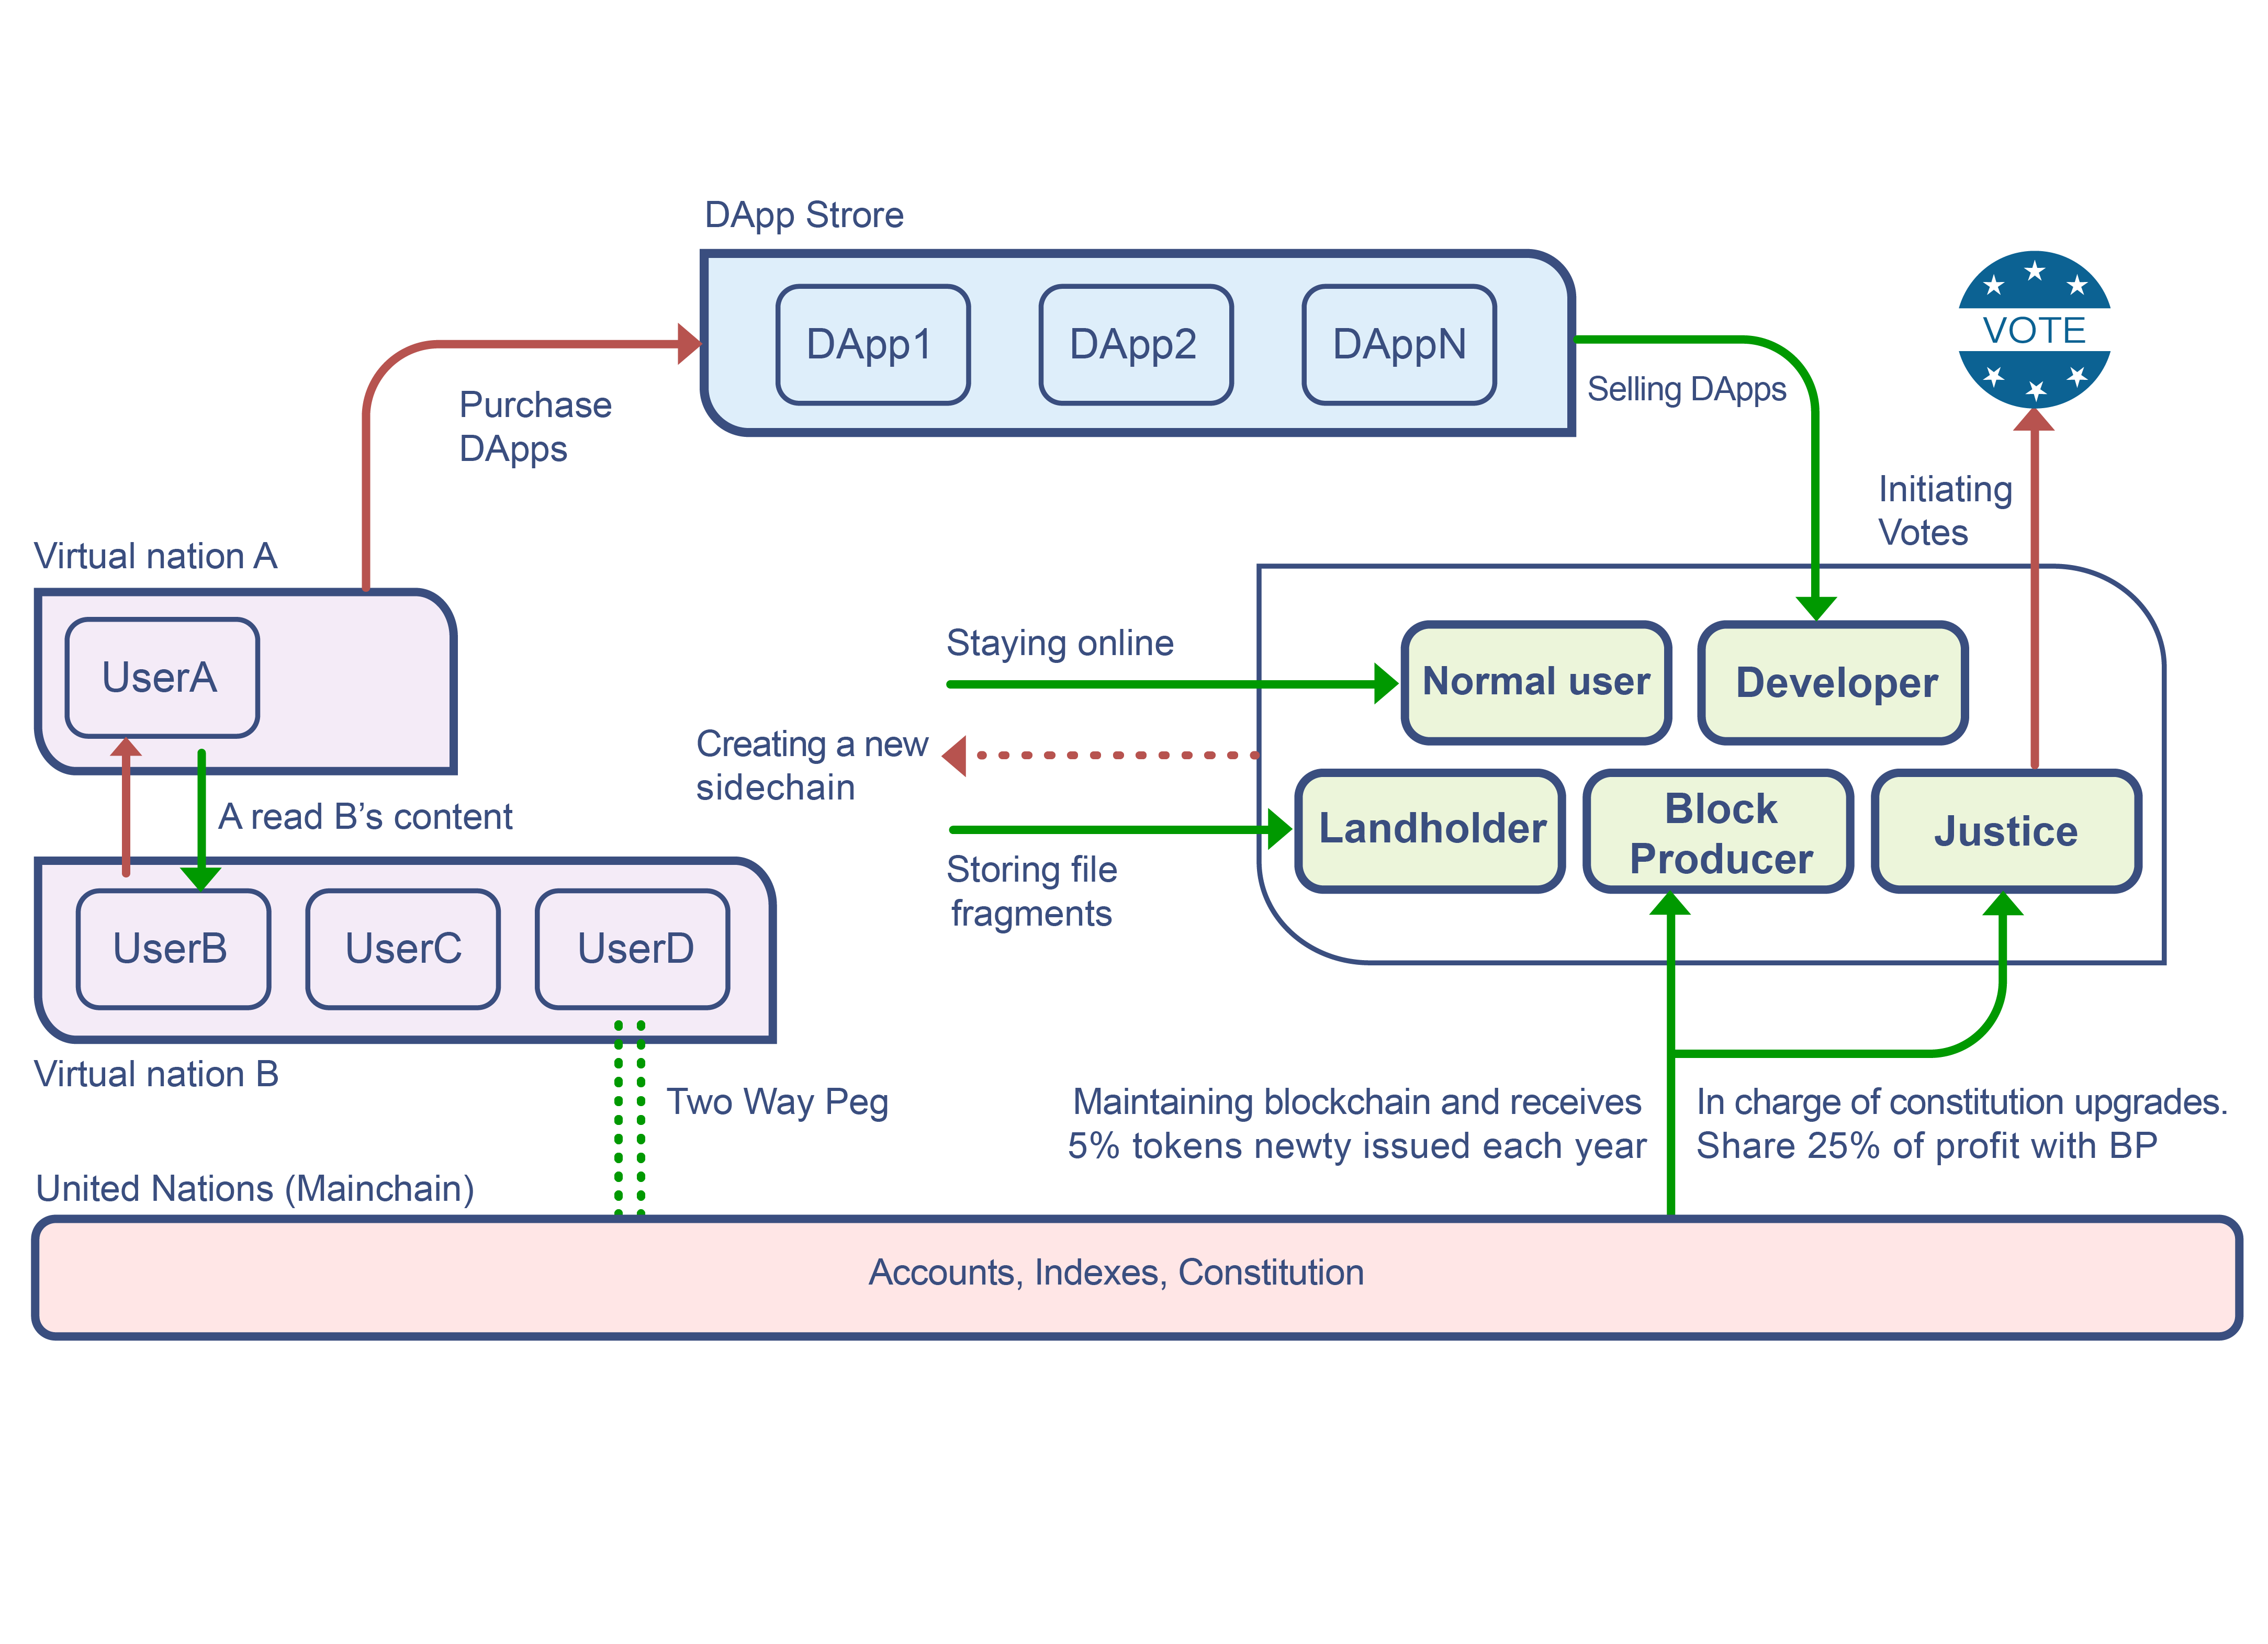 DApp Strore
DApp1
DApp2
DAppN
VOTE
Purchase
DApps
Selling DApps
Initiating
Votes
Virtual nation A
UserA
Staying online
Normal user
Developer
Creating a new
sidechain
A read B’s content
Landholder
Block
Producer
Justice
Storing file
fragments
UserB
UserC
UserD
Virtual nation B
Two Way Peg
Maintaining blockchain and receives
5% tokens newty issued each year
In charge of constitution upgrades.
Share 25% of profit with BP
United Nations (Mainchain)
Accounts, Indexes, Constitution